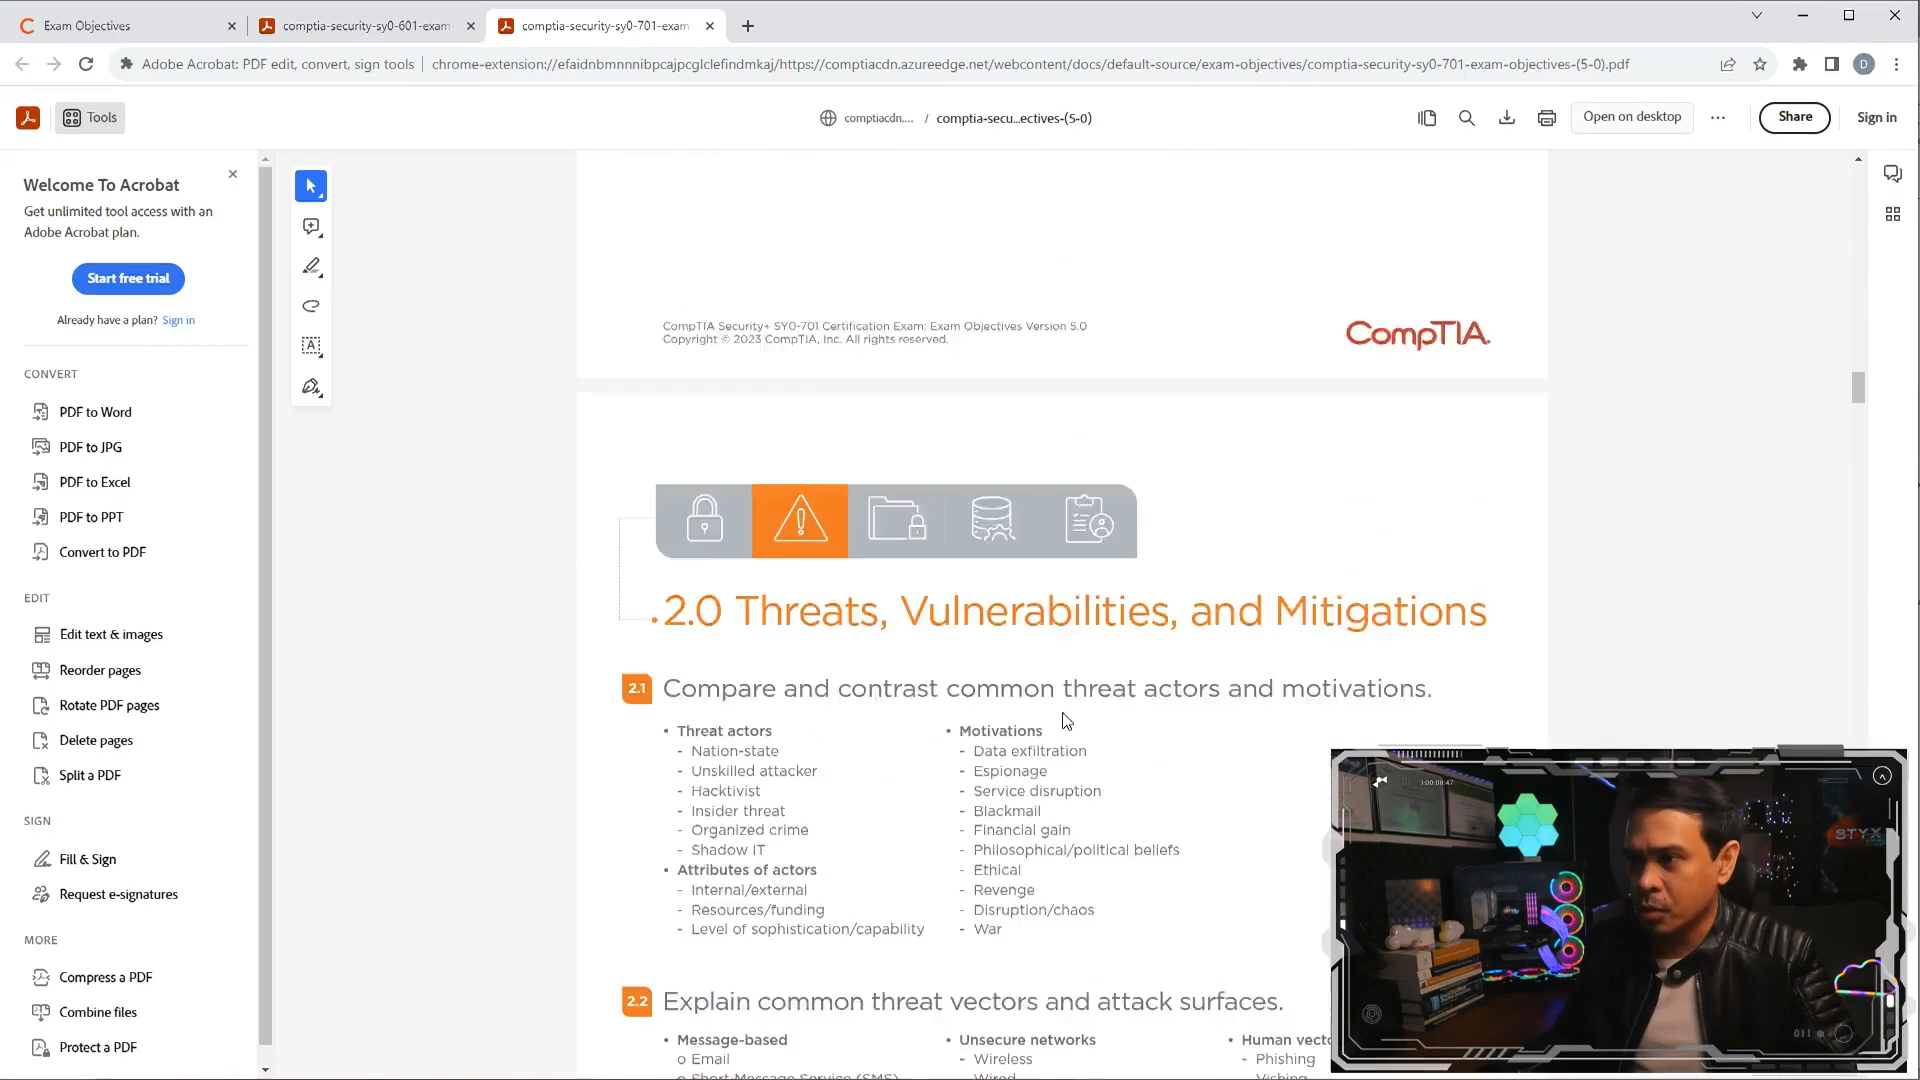 Exam Objectives
comptia-security-sy0-601-exam
comptia-security-sy0-701-exam
Adobe Acrobat: PDF edit, convert, sign tools
chrome-extension://efaidnbmnnnibpcajpcglclefindmkaj/https://comptiacdn.azureedge.net/webcontent/docs/default-source/exam-objectives/comptia-security-sy0-701-exam-objectives-(5-0).pdf
D
Tools
comptiacdn.... / comptia-secu...ectives-(5-0)
Open on desktop
Share
Sign in
Welcome To Acrobat
Get unlimited tool access with an
Adobe Acrobat plan.
Start free trial
Already have a plan? Sign in
CONVERT
PDF to Word
PDF to JPG
PDF to Excel
PDF to PPT
Convert to PDF
EDIT
Edit text & images
Reorder pages
Rotate PDF pages
Delete pages
Split a PDF
SIGN
Fill & Sign
Request e-signatures
MORE
Compress a PDF
Combine files
Protect a PDF
CompTIA Security+ SY0-701 Certification Exam: Exam Objectives Version 5.0
Copyright © 2023 CompTIA, Inc. All rights reserved.
CompTIA.
2.0 Threats, Vulnerabilities, and Mitigations
2.1 Compare and contrast common threat actors and motivations.
• Threat actors
- Nation-state
- Unskilled attacker
- Hacktivist
- Insider threat
- Organized crime
- Shadow IT
• Attributes of actors
- Internal/external
- Resources/funding
- Level of sophistication/capability
• Motivations
- Data exfiltration
- Espionage
- Service disruption
- Blackmail
- Financial gain
- Philosophical/political beliefs
- Ethical
- Revenge
- Disruption/chaos
- War
2.2 Explain common threat vectors and attack surfaces.
• Message-based
o Email
o Short Message Service (SMS)
• Unsecure networks
- Wireless
- Wired
• Human vecto
- Phishing
- Vishing
STYX